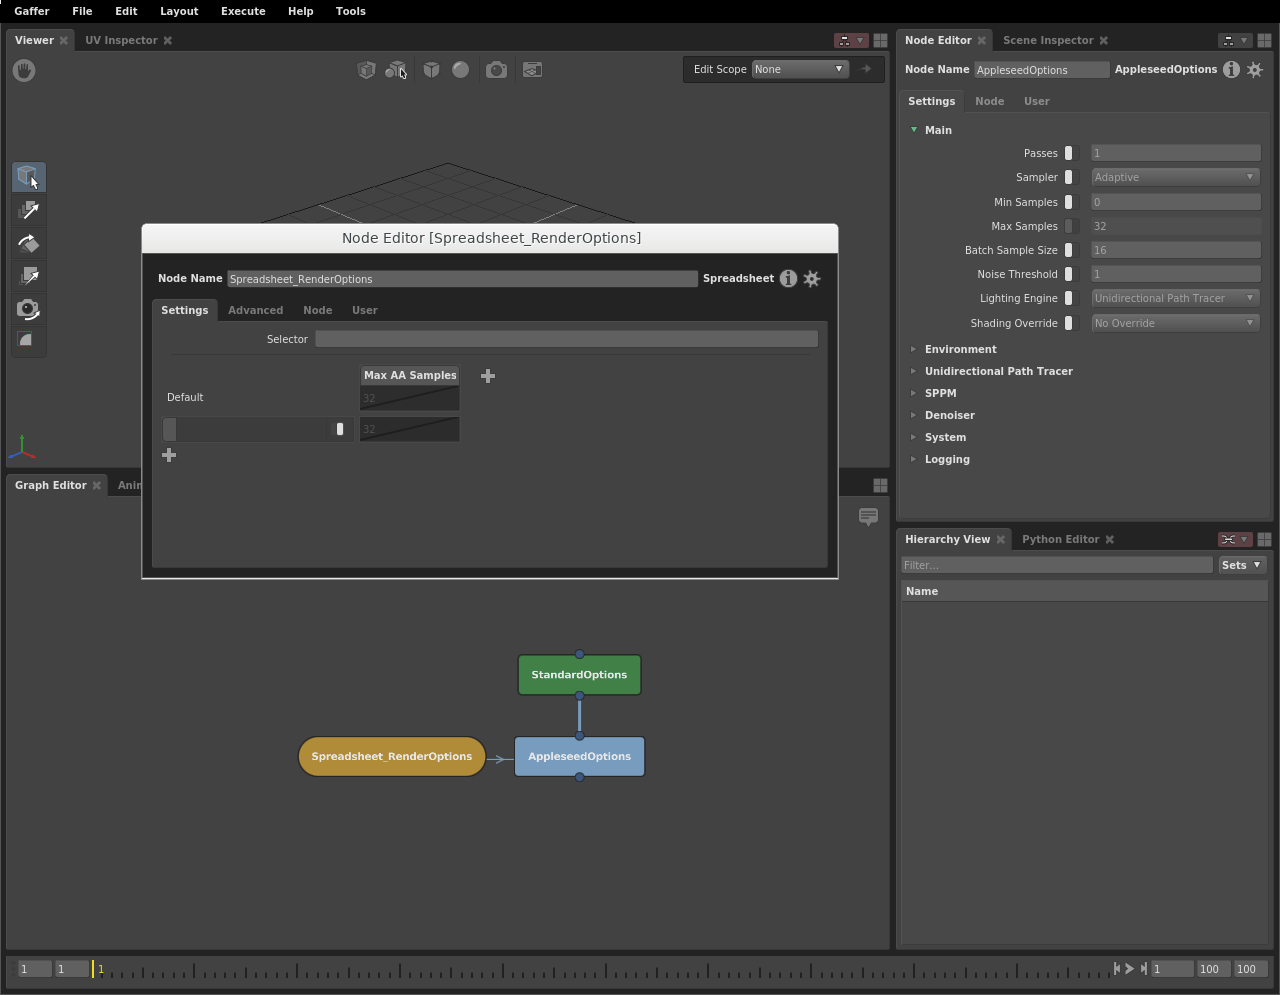 Gaffer File Edit Layout Execute Help Tools
Viewer UV Inspector
Edit Scope None
Node Editor [Spreadsheet_RenderOptions]
Node Name Spreadsheet_RenderOptions Spreadsheet
Settings Advanced Node User
Selector
Max AA Samples
Default 32
32
Graph Editor Anim
StandardOptions
Spreadsheet_RenderOptions AppleseedOptions
Node Editor Scene Inspector
Node Name AppleseedOptions AppleseedOptions
Settings Node User
Main
Passes 1
Sampler Adaptive
Min Samples 0
Max Samples 32
Batch Sample Size 16
Noise Threshold 1
Lighting Engine Unidirectional Path Tracer
Shading Override No Override
Environment
Unidirectional Path Tracer
SPPM
Denoiser
System
Logging
Hierarchy View Python Editor
Filter... Sets
Name
1 1 1 1 100 100